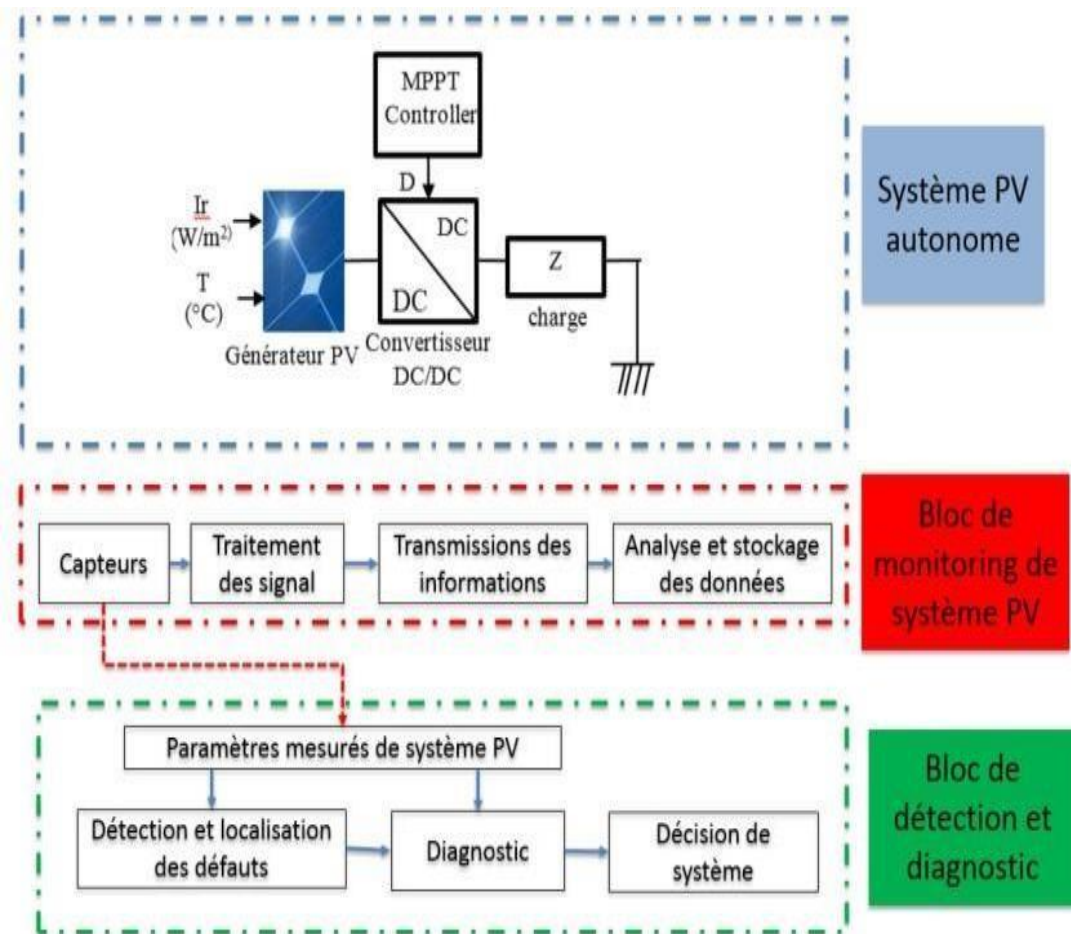 MPPT
Controller
D
Ir
(W/m²)
T
(°C)
DC
DC
Z
charge
Générateur PV
Convertisseur
DC/DC
Système PV
autonome
Capteurs
Traitement
des signal
Transmissions des
informations
Analyse et stockage
des données
Bloc de
monitoring de
système PV
Paramètres mesurés de système PV
Détection et localisation
des défauts
Diagnostic
Décision de
système
Bloc de
détection et
diagnostic